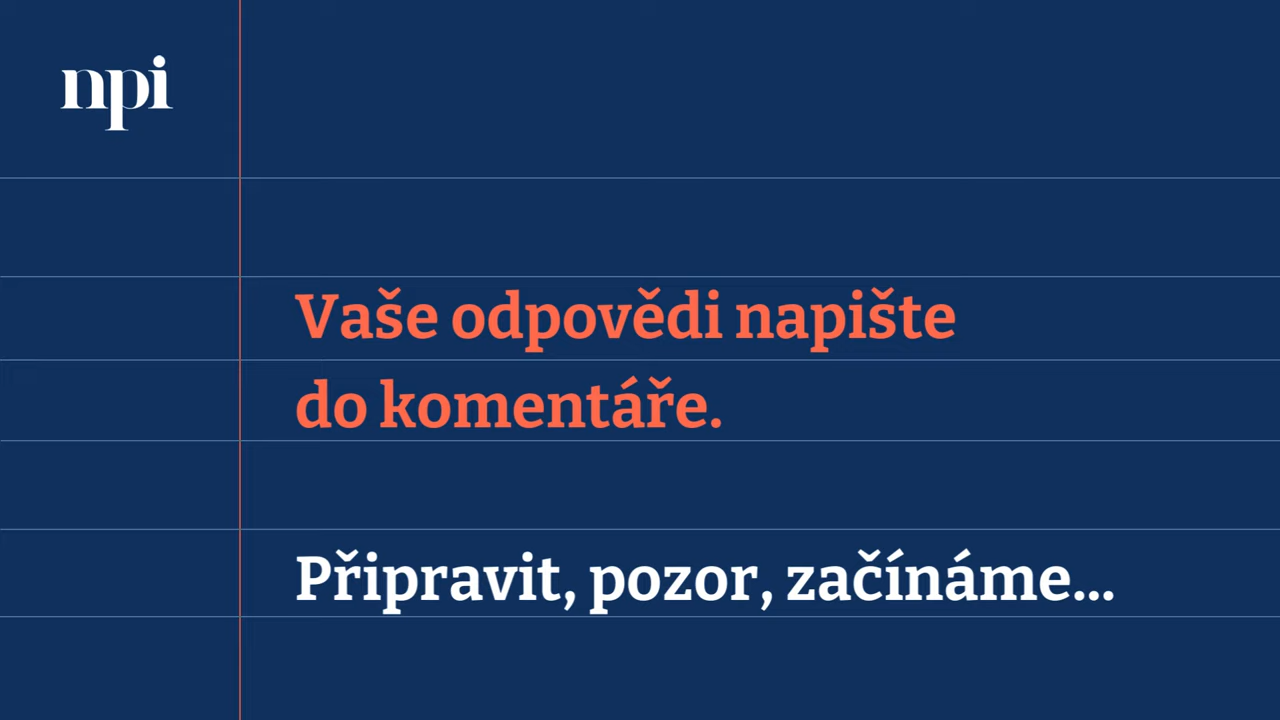 npi
Vaše odpovědi napište
do komentáře.
Připravit, pozor, začínáme...